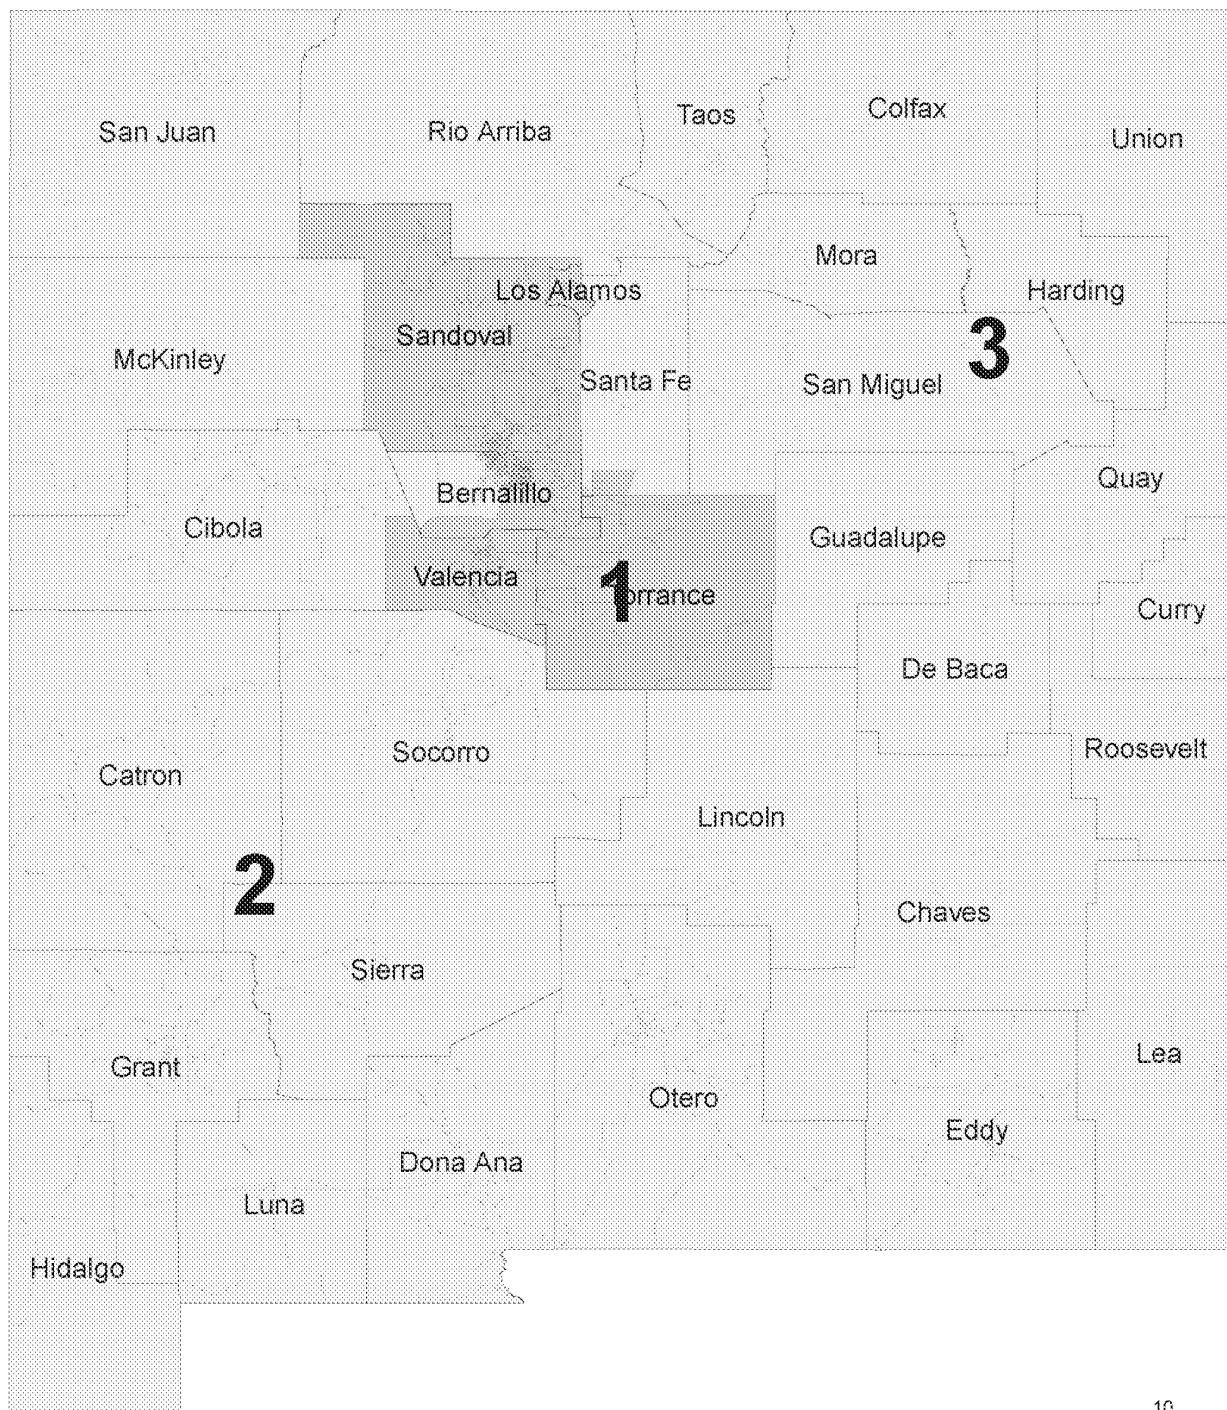 Taos
Colfax
San Juan
Rio Arriba
Union
Mora
Los Alamos
Harding
Sandoval
3
McKinley
Santa Fe
San Miguel
Quay
Bernalillo
Cibola
Guadalupe
Valencia
1
Torrance
Curry
De Baca
Socorro
Roosevelt
Catron
Lincoln
2
Chaves
Sierra
Grant
Lea
Otero
Eddy
Dona Ana
Luna
Hidalgo
10